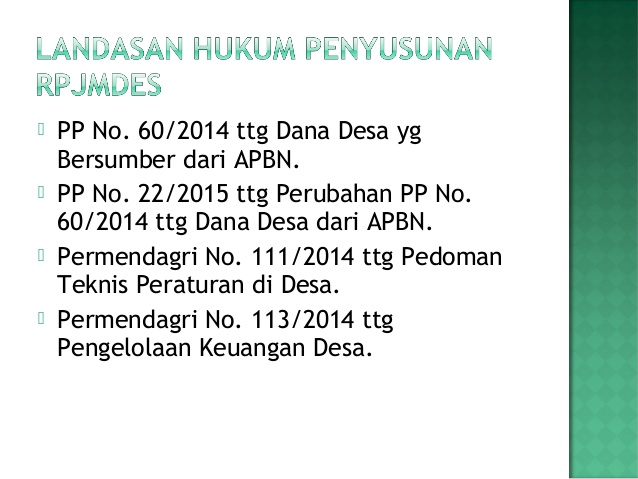 LANDASAN HUKUM PENYUSUNAN
RPJMDES
PP No. 60/2014 ttg Dana Desa yg
Bersumber dari APBN.
PP No. 22/2015 ttg Perubahan PP No.
60/2014 ttg Dana Desa dari APBN.
Permendagri No. 111/2014 ttg Pedoman
Teknis Peraturan di Desa.
Permendagri No. 113/2014 ttg
Pengelolaan Keuangan Desa.